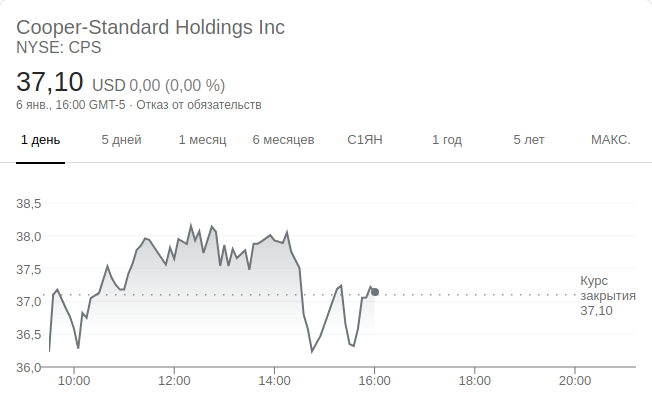 Cooper-Standard Holdings Inc
NYSE: CPS
37,10 USD 0,00 (0,00 %)
6 янв., 16:00 GMT-5 · Отказ от обязательств
1 день 5 дней 1 месяц 6 месяцев С1ЯН 1 год 5 лет МАКС.
38,5
38,0
37,5
37,0
36,5
36,0
Курс
закрытия
37,10
10:00 12:00 14:00 16:00 18:00 20:00